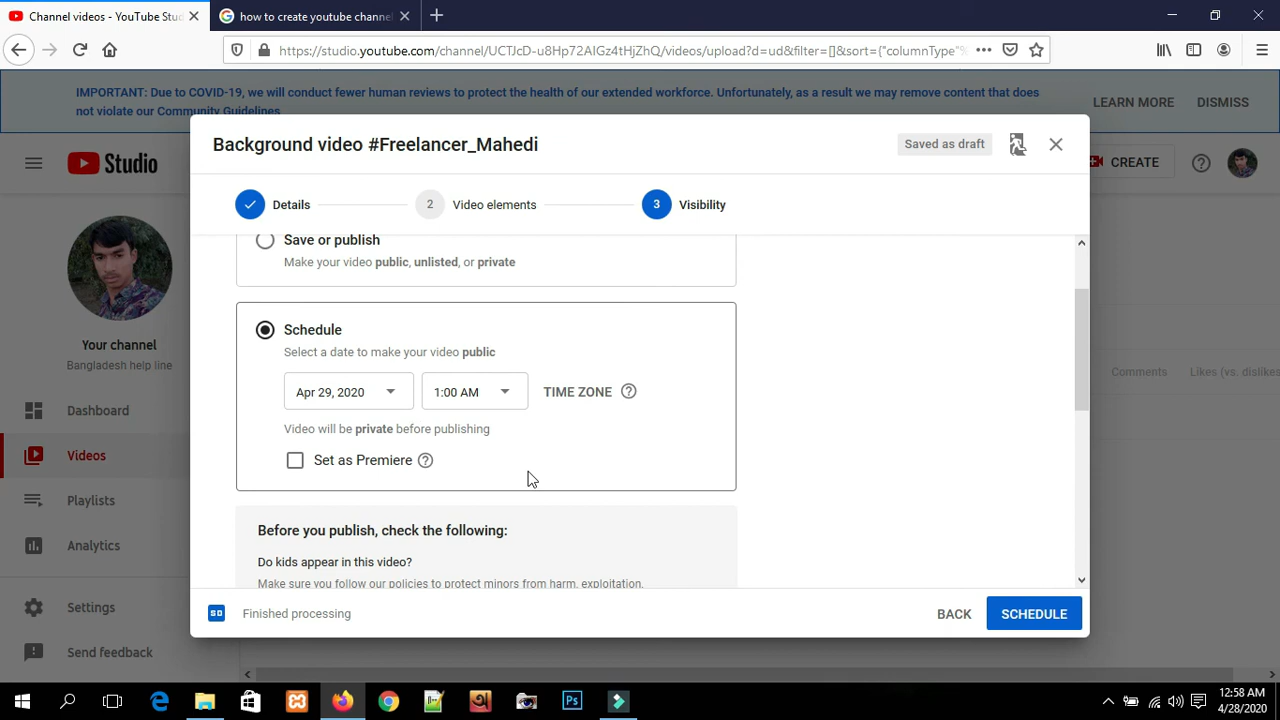 Channel videos - YouTube Stud
how to create youtube channel
https://studio.youtube.com/channel/UCTJcD-u8Hp72AIGz4tHjZhQ/videos/upload?d=ud&filter=[]&sort={"columnType"%
IMPORTANT: Due to COVID-19, we will conduct fewer human reviews to protect the health of our extended workforce. Unfortunately, as a result we may remove content that does
not violate our Community Guidelines.
LEARN MORE
DISMISS
Studio
CREATE
Background video #Freelancer_Mahedi
Saved as draft
Details
2 Video elements
3 Visibility
Save or publish
Make your video public, unlisted, or private
Schedule
Select a date to make your video public
Apr 29, 2020
1:00 AM
TIME ZONE
Video will be private before publishing
Set as Premiere
Before you publish, check the following:
Do kids appear in this video?
Make sure you follow our policies to protect minors from harm, exploitation,
SD Finished processing
BACK
SCHEDULE
Your channel
Bangladesh help line
Dashboard
Videos
Playlists
Analytics
Settings
Send feedback
Comments
Likes (vs. dislikes
Ps
12:58 AM
4/28/2020